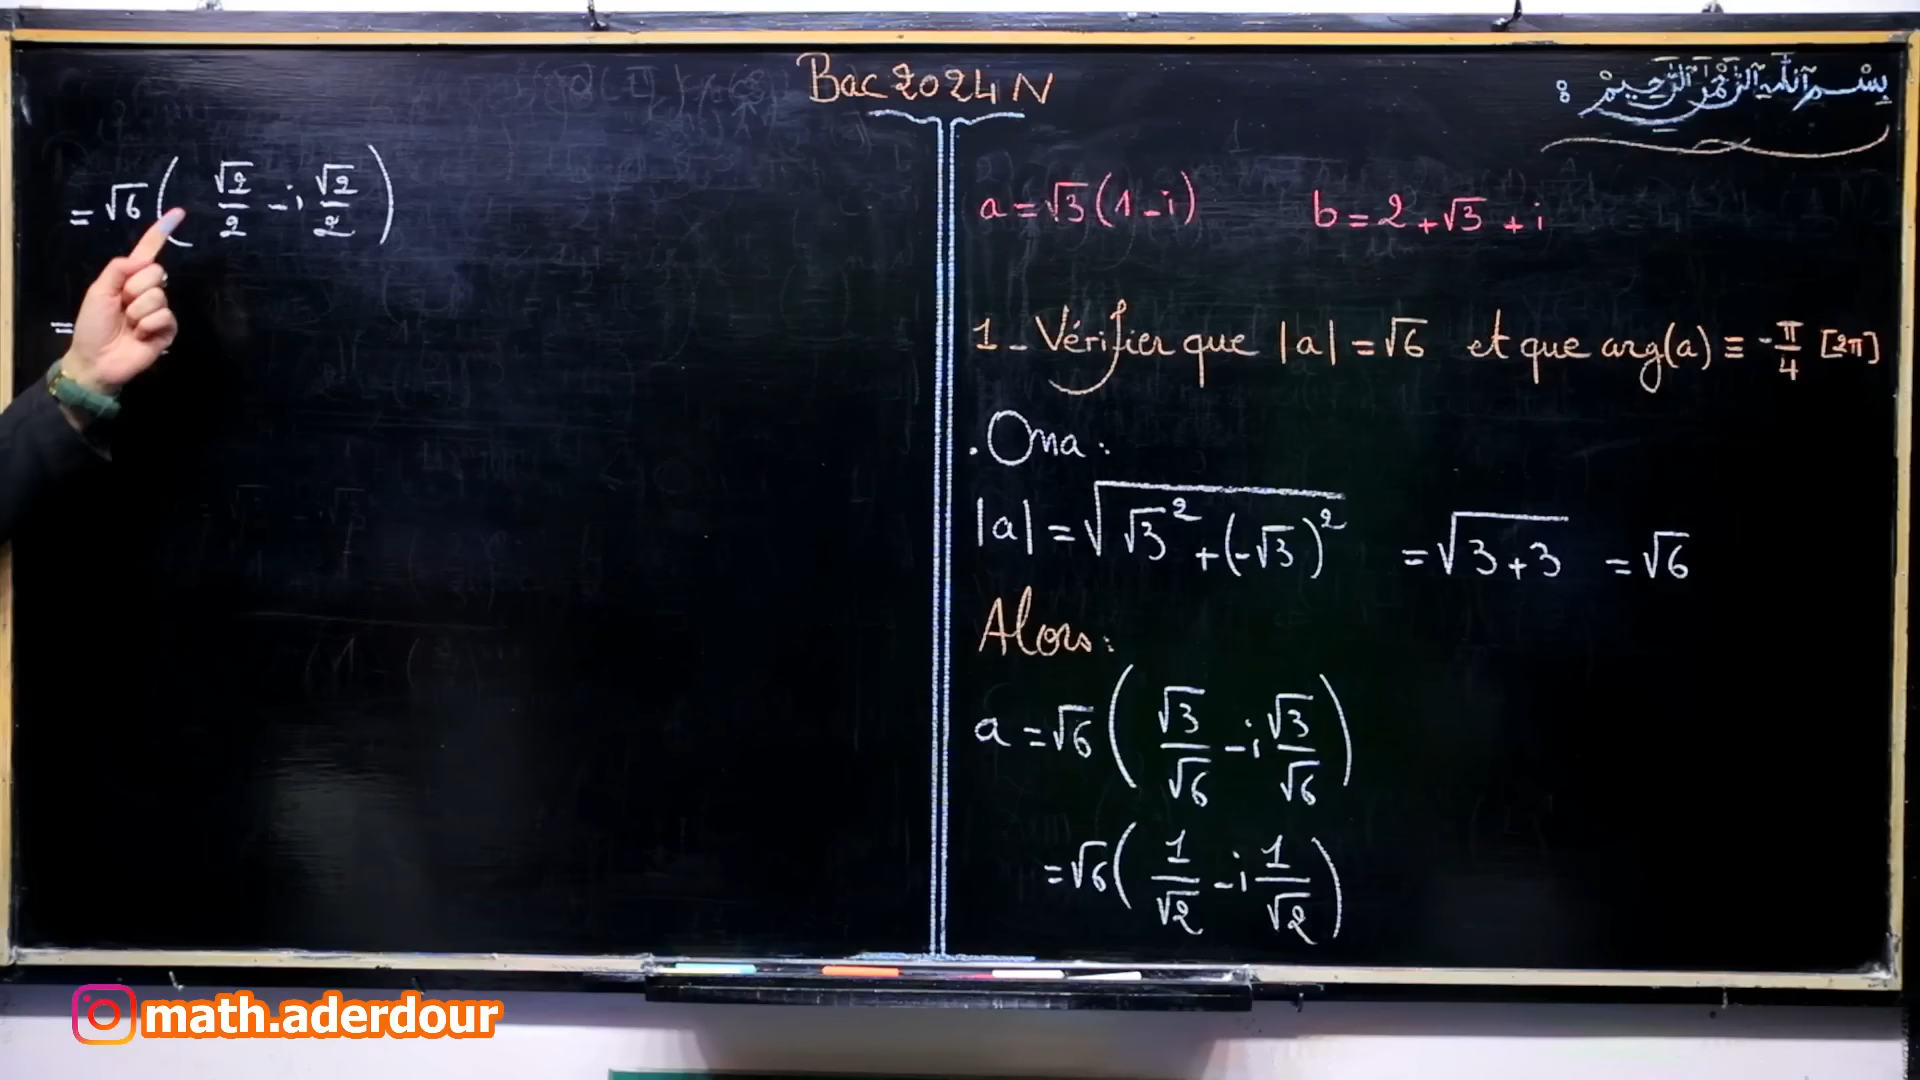 Bac 2024 N
بسم الله الرحمن الرحيم :
a = √3 (1 - i)   b = 2 + √3 + i
1 - Vérifier que |a| = √6 et que arg(a) ≡ -π/4 [2π]
. On a :
|a| = √(√3² + (-√3)²) = √(3 + 3) = √6
Alors :
a = √6 ( √3/√6 - i √3/√6 )
= √6 ( 1/√2 - i 1/√2 )
= √6 ( √2/2 - i √2/2 )
=
math.aderdour